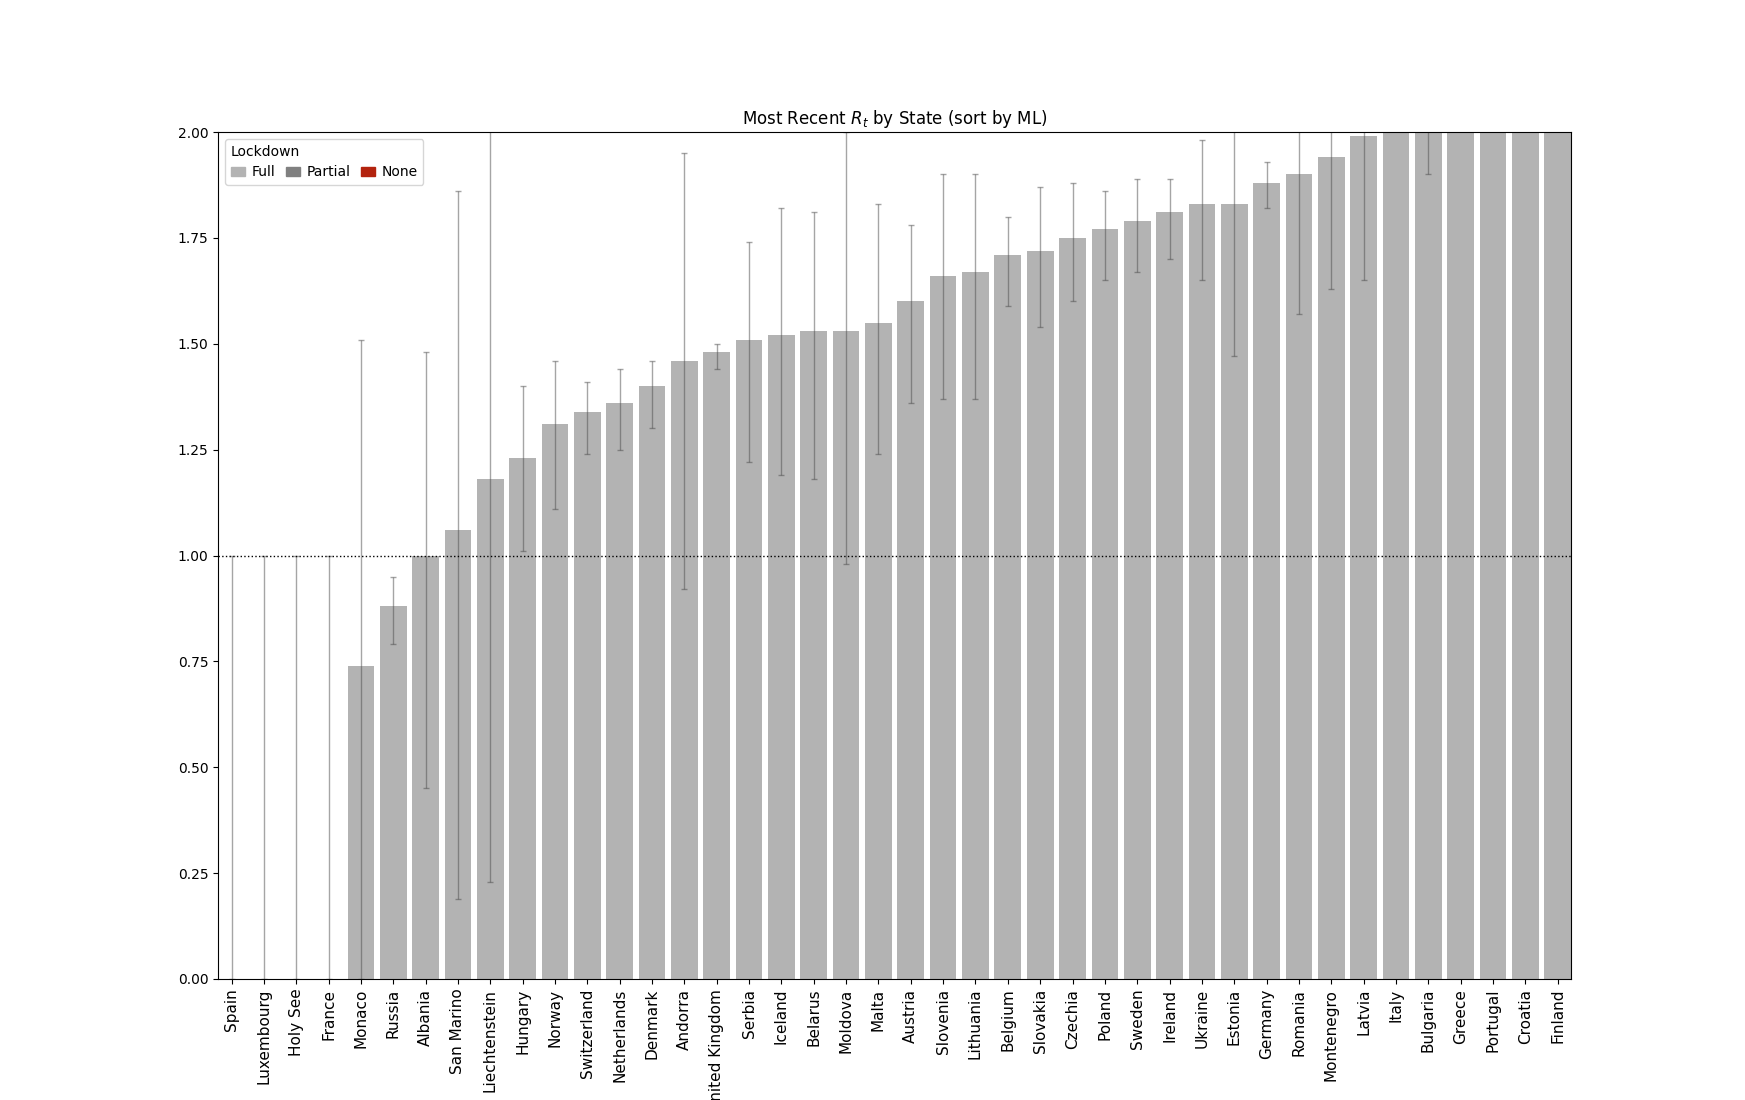 Most Recent Rt by State (sort by ML)
Lockdown
Full Partial None
2.00
1.75
1.50
1.25
1.00
0.75
0.50
0.25
0.00
Spain
Luxembourg
Holy See
France
Monaco
Russia
Albania
San Marino
Liechtenstein
Hungary
Norway
Switzerland
Netherlands
Denmark
Andorra
nited Kingdom
Serbia
Iceland
Belarus
Moldova
Malta
Austria
Slovenia
Lithuania
Belgium
Slovakia
Czechia
Poland
Sweden
Ireland
Ukraine
Estonia
Germany
Romania
Montenegro
Latvia
Italy
Bulgaria
Greece
Portugal
Croatia
Finland